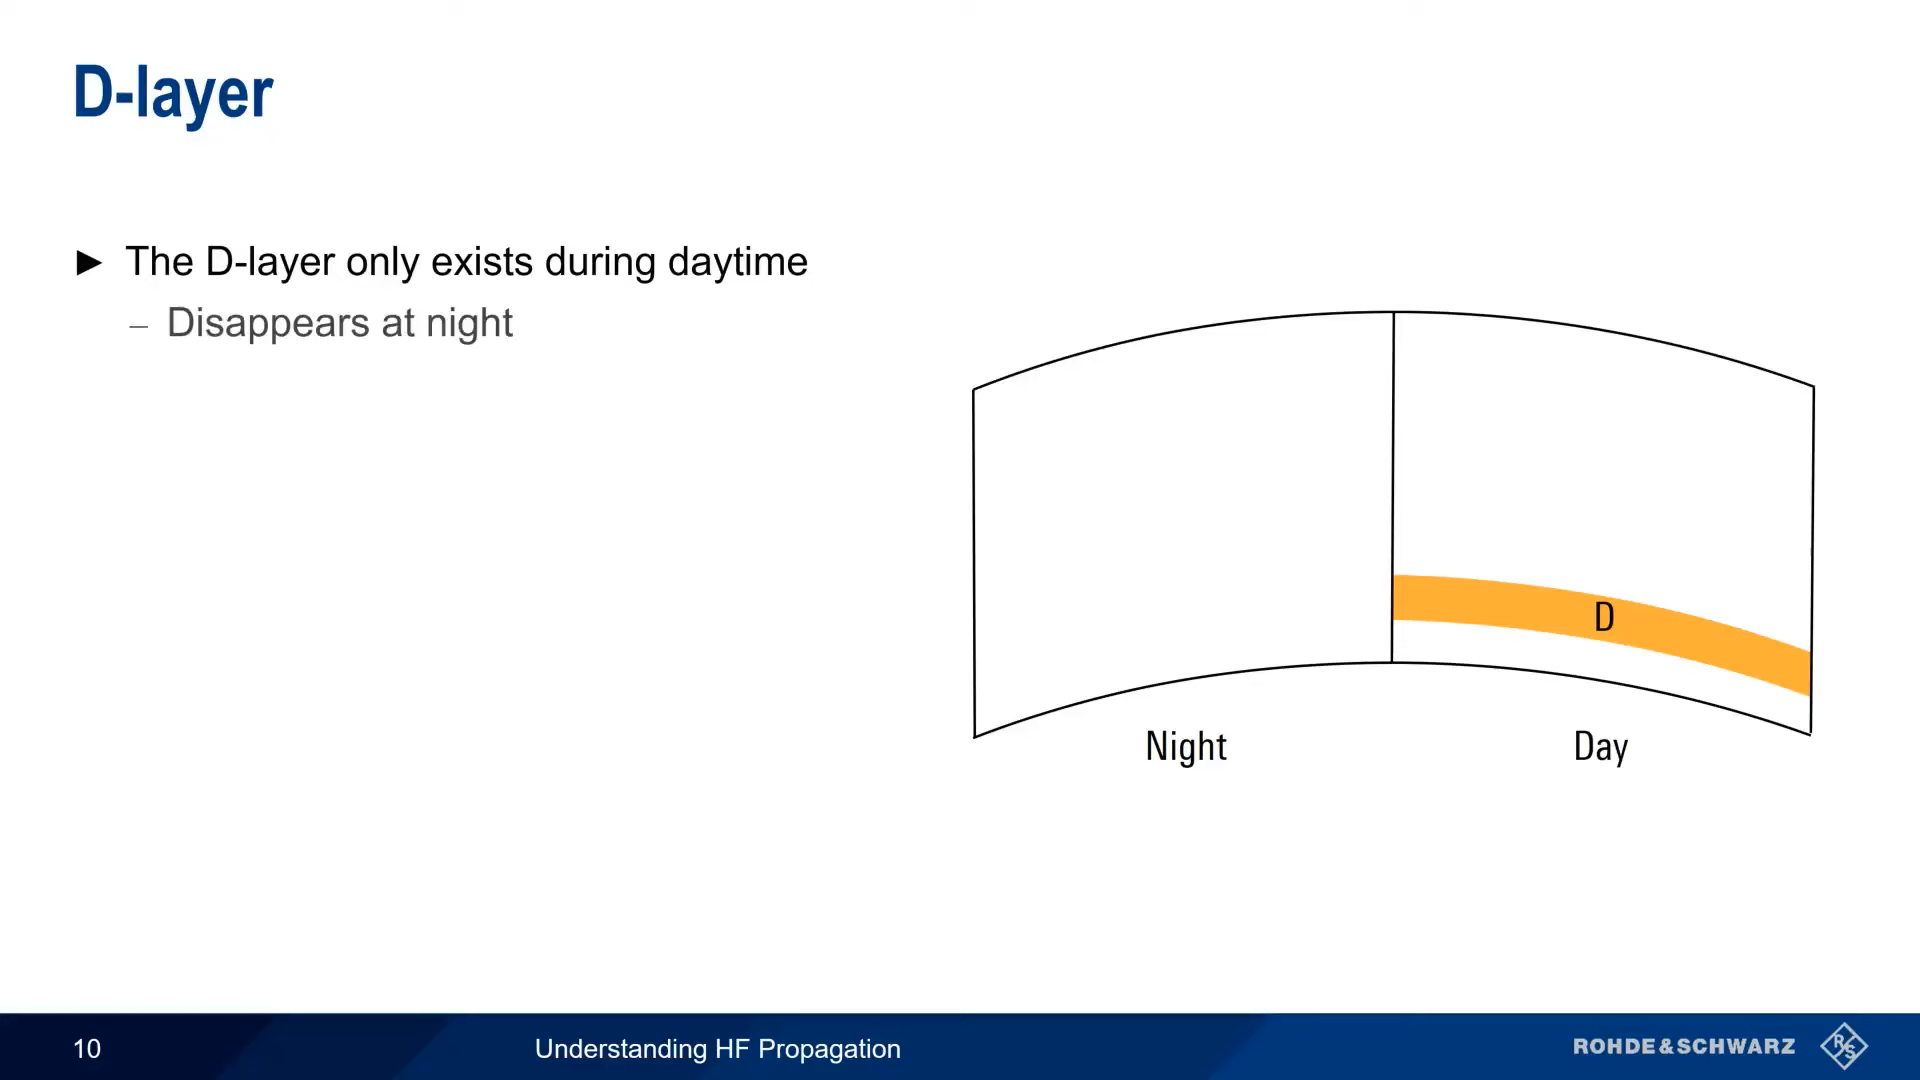 D-layer
► The D-layer only exists during daytime
– Disappears at night
D
Night
Day
10
Understanding HF Propagation
ROHDE&SCHWARZ
R&S